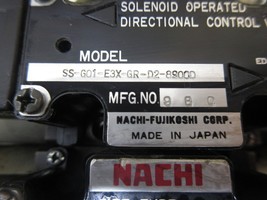 SOLENOID OPERATED
DIRECTIONAL CONTROL
MODEL
SS-G01-E3X-GR-D2-8900D
MFG.NO.
NACHI-FUJIKOSHI CORP.
MADE IN JAPAN
NACHI